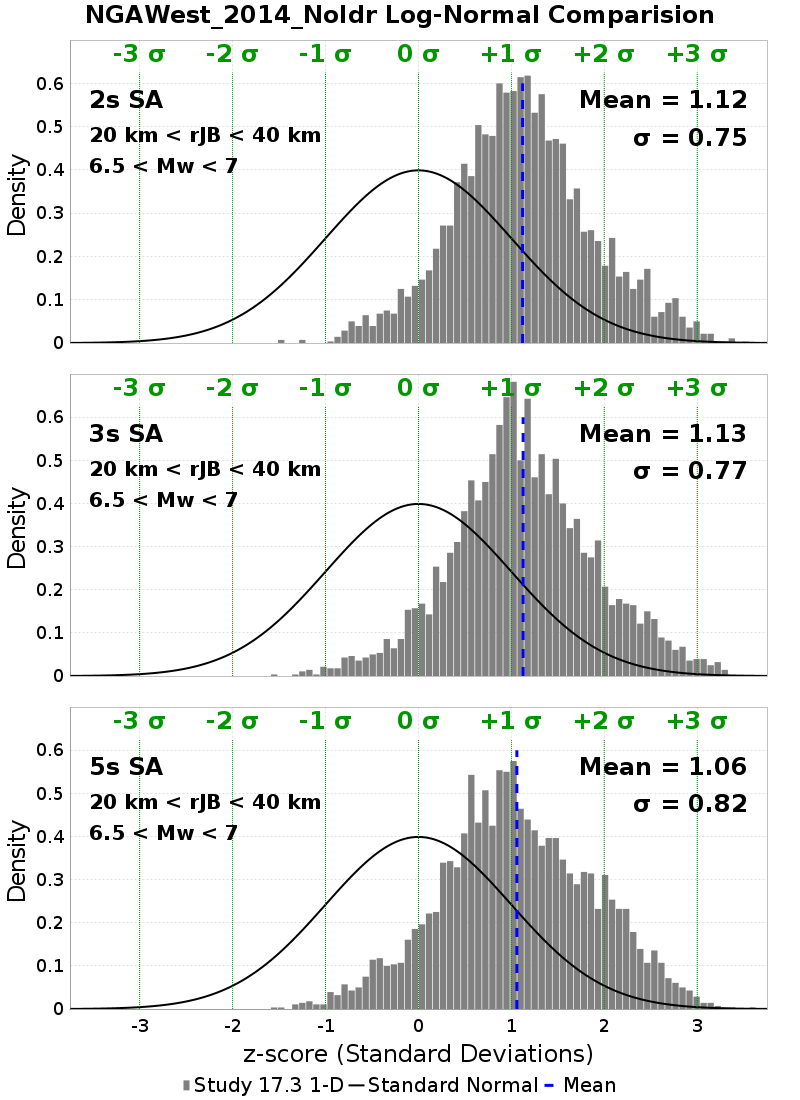 NGAWest_2014_NoIdr Log-Normal Comparision
-3 σ -2 σ -1 σ 0 σ +1 σ +2 σ +3 σ
2s SA
Mean = 1.12
20 km < rJB < 40 km
σ = 0.75
6.5 < Mw < 7
0.6
0.5
0.4
0.3
0.2
0.1
0
Density
-3 σ -2 σ -1 σ 0 σ +1 σ +2 σ +3 σ
3s SA
Mean = 1.13
20 km < rJB < 40 km
σ = 0.77
6.5 < Mw < 7
0.6
0.5
0.4
0.3
0.2
0.1
0
Density
-3 σ -2 σ -1 σ 0 σ +1 σ +2 σ +3 σ
5s SA
Mean = 1.06
20 km < rJB < 40 km
σ = 0.82
6.5 < Mw < 7
0.6
0.5
0.4
0.3
0.2
0.1
0
Density
-3 -2 -1 0 1 2 3
z-score (Standard Deviations)
Study 17.3 1-D Standard Normal Mean